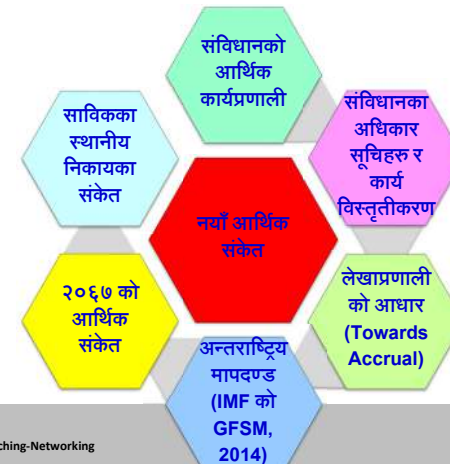 संविधानको
आर्थिक
कार्यप्रणाली
साविकका
स्थानीय
निकायका
संकेत
संविधानका
अधिकार
सूचिहरु र
कार्य
विस्तृतीकरण
नयाँ आर्थिक
संकेत
२०६७ को
आर्थिक
संकेत
लेखाप्रणाली
को आधार
(Towards
Accrual)
अन्तराष्ट्रिय
मापदण्ड
(IMF को
GFSM,
2014)
ching-Networking